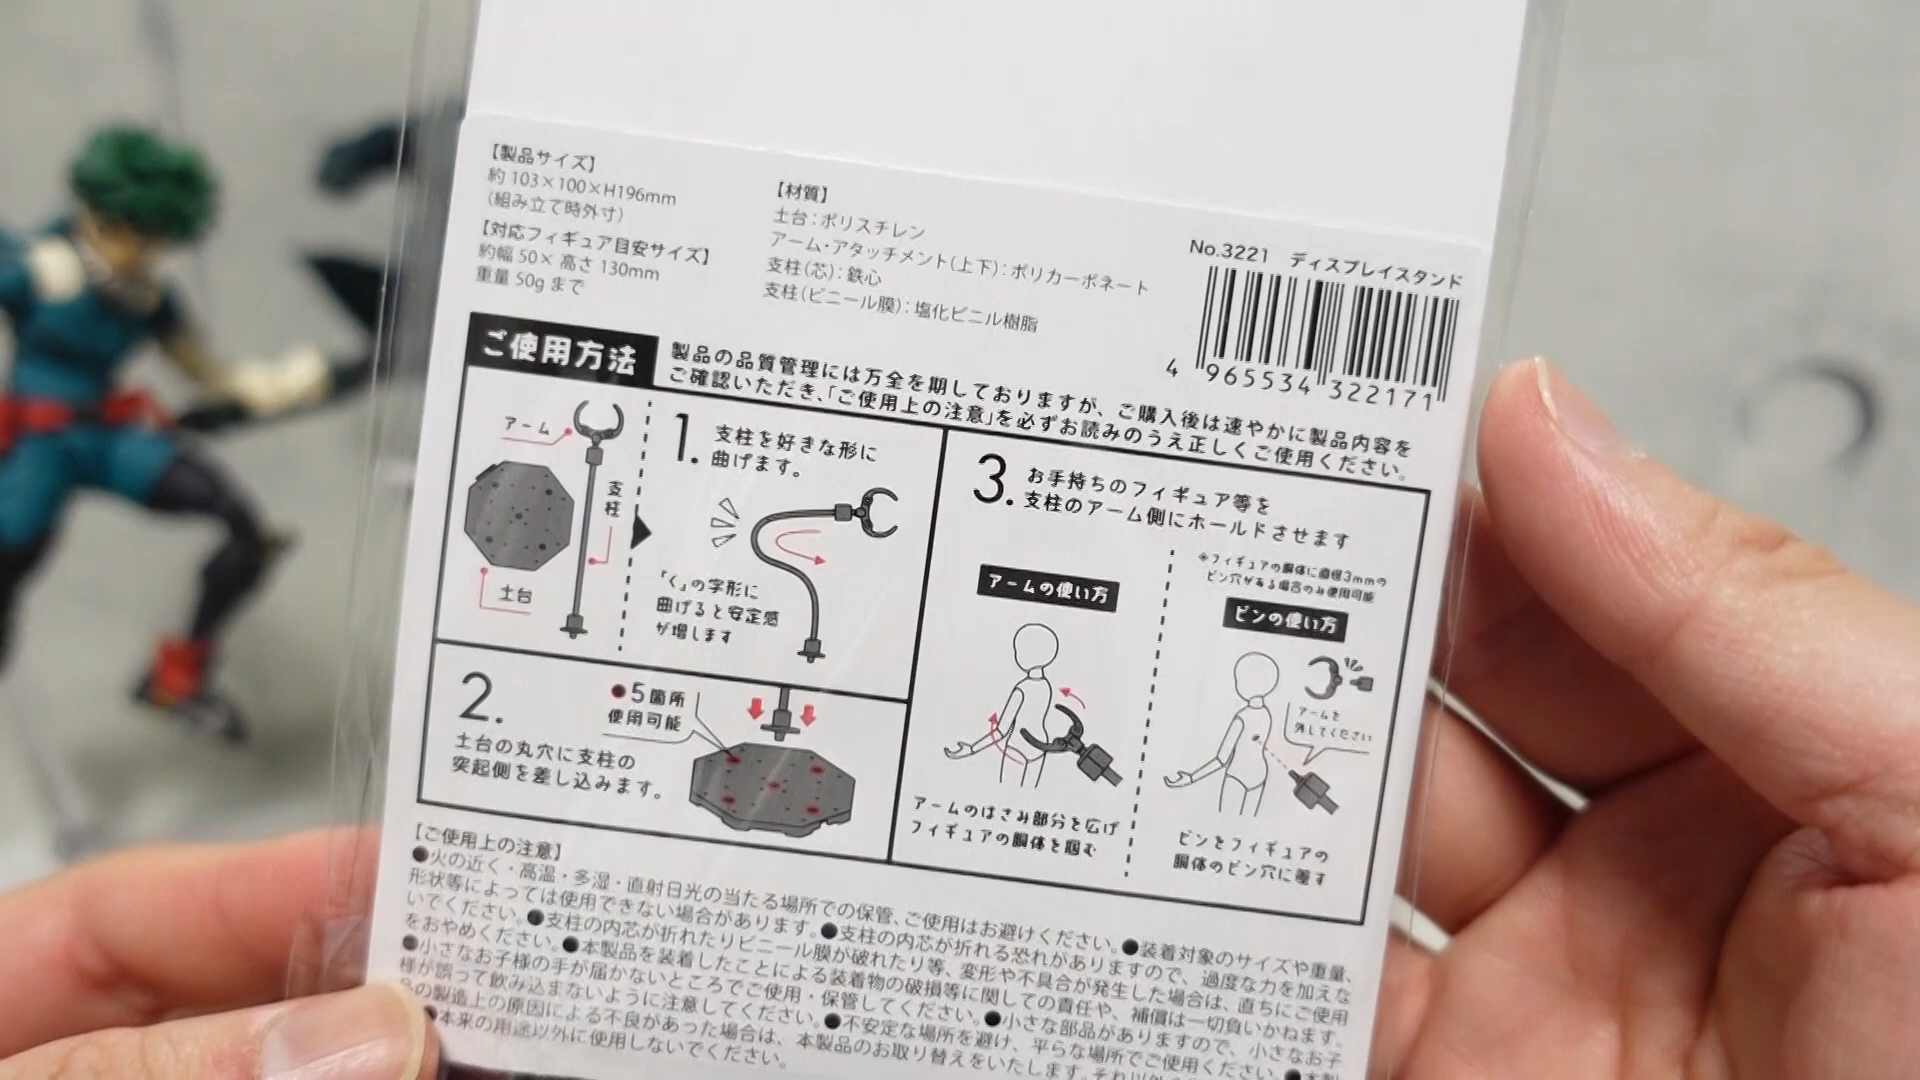 【製品サイズ】
約 103×100×H196mm
(組み立て時外寸)
【対応フィギュア目安サイズ】
約幅 50× 高さ 130mm
重量 50g まで
【材質】
土台:ポリスチレン
アーム・アタッチメント(上下):ポリカーボネート
支柱(芯):鉄心
支柱(ビニール膜):塩化ビニル樹脂
No.3221 ディスプレイスタンド
4 965534 322171
ご使用方法
製品の品質管理には万全を期しておりますが、ご購入後は速やかに製品内容を
ご確認いただき、「ご使用上の注意」を必ずお読みのうえ正しくご使用ください。
アーム
支柱
土台
1. 支柱を好きな形に
曲げます。
「く」の字形に
曲げると安定感
が増します
2. 土台の丸穴に支柱の
突起側を差し込みます。
●5箇所
使用可能
3. お手持ちのフィギュア等を
支柱のアーム側にホールドさせます
アームの使い方
アームのはさみ部分を広げ
フィギュアの胴体を掴む
※フィギュアの胴体に直径3mmの
ピン穴がある場合のみ使用可能
ピンの使い方
アームを
外してください
ピンをフィギュアの
胴体のピン穴に差す
【ご使用上の注意】
●火の近く・高温・多湿・直射日光の当たる場所での保管、ご使用はお避けください。●装着対象のサイズや重量、
形状等によっては使用できない場合があります。●支柱の内芯が折れる恐れがありますので、過度な力を加えな
いでください。●支柱の内芯が折れたりビニール膜が破れたり等、変形や不具合が発生した場合は、直ちにご使用
をおやめください。●本製品を装着したことによる装着物の破損等に関しての責任や、補償は一切負いかねます。
●小さなお子様の手が届かないところでご使用・保管してください。●小さな部品がありますので、小さなお子
様が誤って飲み込まないように注意してください。●不安定な場所を避け、平らな場所でご使用ください。●本製
品の製造上の原因による不良があった場合は、本製品のお取り替えをいたします。それ以外
●本来の用途以外に使用しないでください。